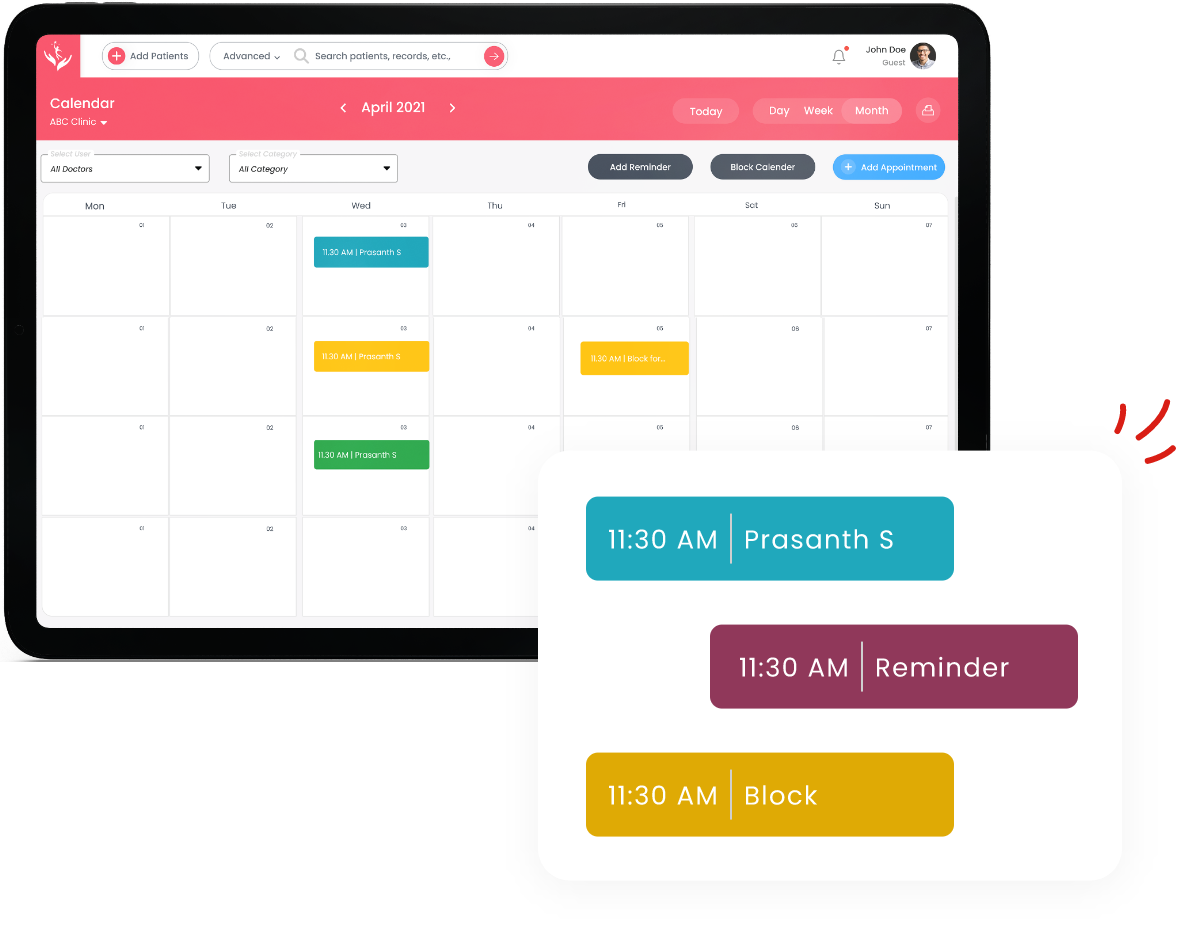 Add Patients
Advanced
Search patients, records, etc.,
John Doe
Guest
Calendar
ABC Clinic
April 2021
Today
Day
Week
Month
Select User
All Doctors
Select Category
All Category
Add Reminder
Block Calender
Add Appointment
Mon
Tue
Wed
Thu
Fri
Sat
Sun
01
02
03
04
05
05
07
11.30 AM | Prasanth S
01
02
03
04
05
06
07
11.30 AM | Prasanth S
11.30 AM | Block for...
01
02
03
04
05
06
07
11.30 AM | Prasanth S
01
02
03
04
11:30 AM | Prasanth S
11:30 AM | Reminder
11:30 AM | Block